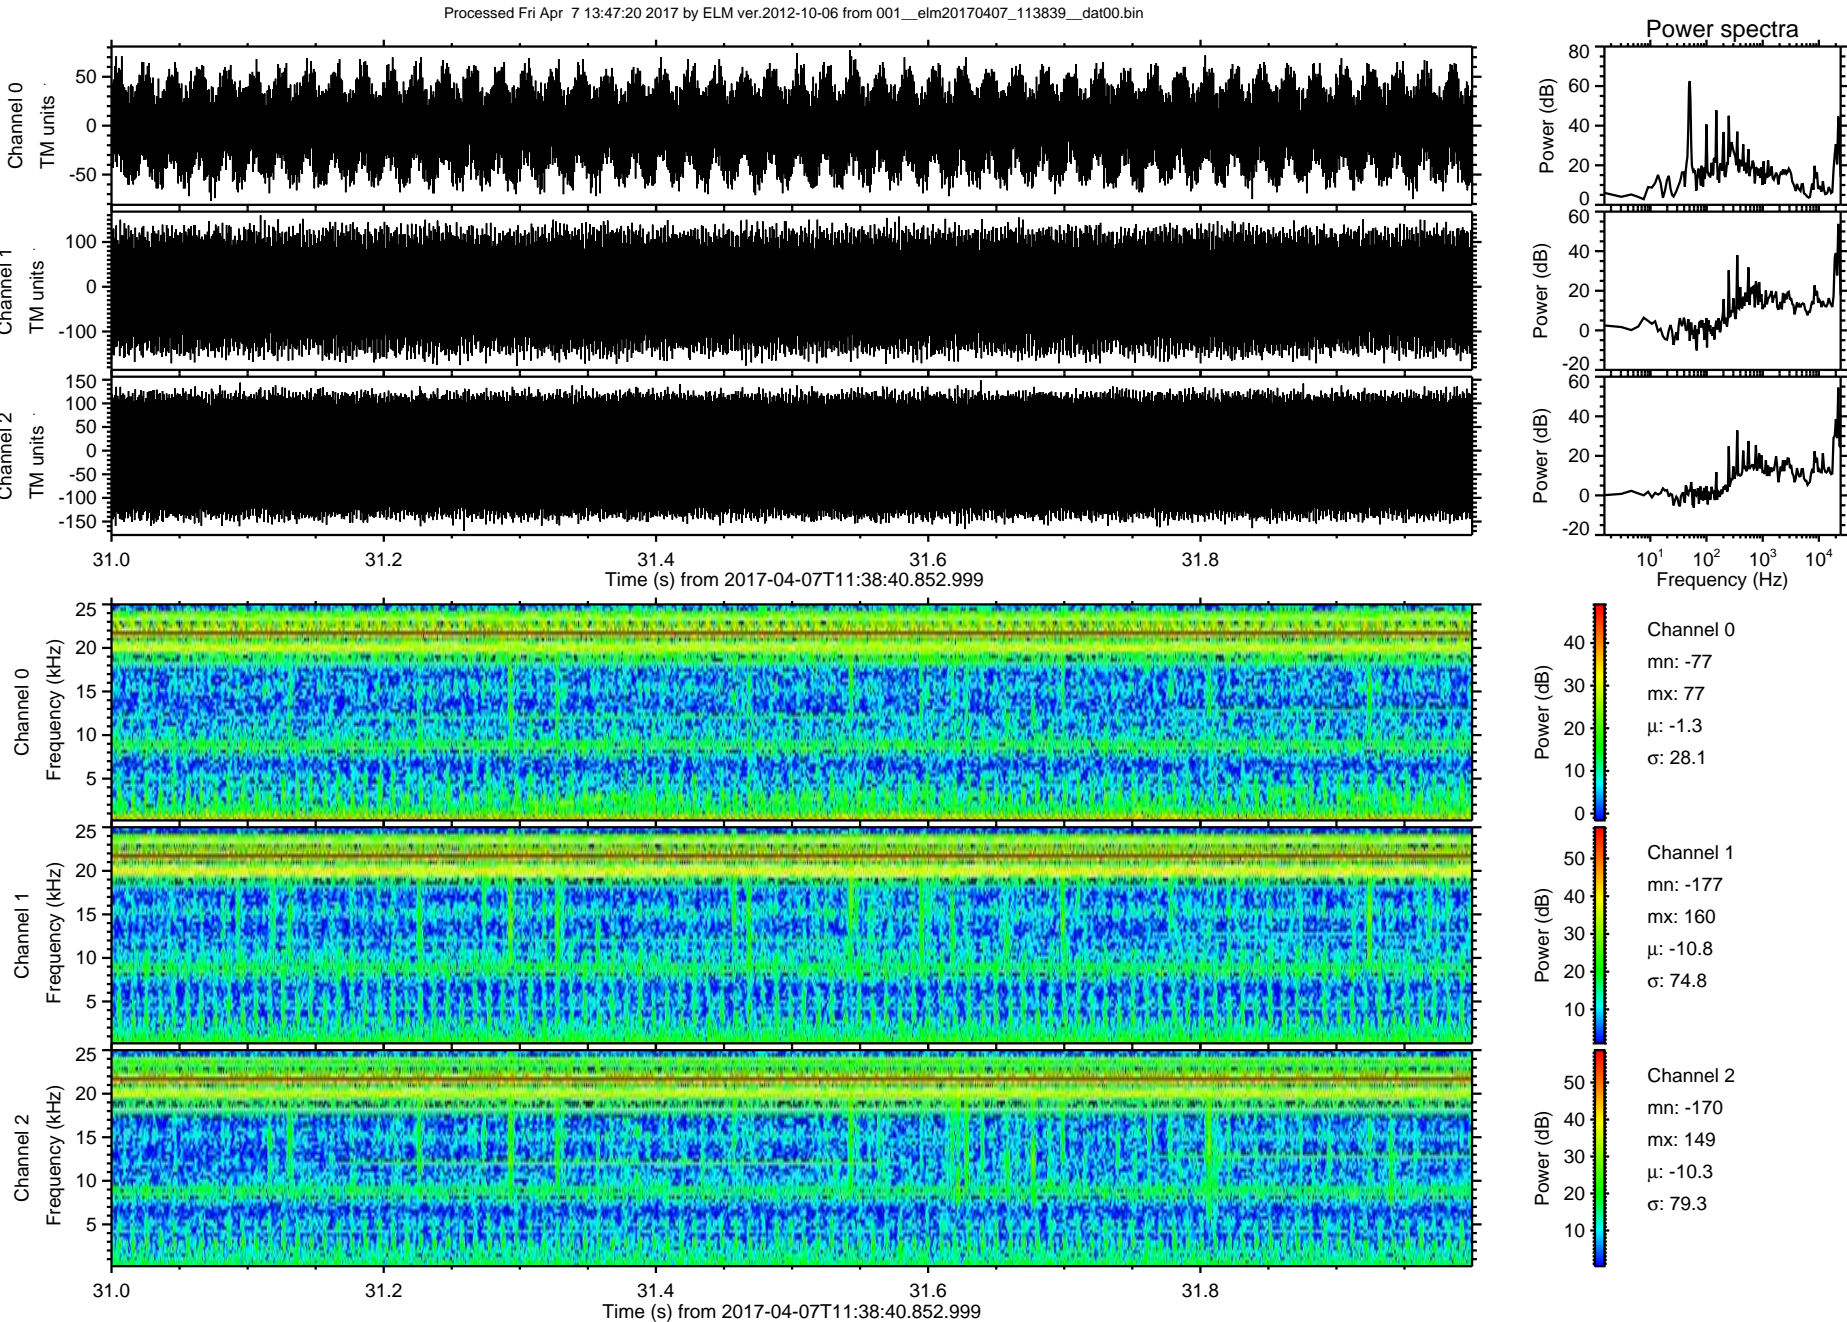 Processed Fri Apr 7 13:47:20 2017 by ELM ver.2012-10-06 from 001__elm20170407_113839__dat00.bin
Power spectra
Channel 0
TM units
50
0
-50
Power (dB)
80
60
40
20
0
Channel 1
TM units
100
0
-100
Power (dB)
60
40
20
0
-20
Channel 2
TM units
150
100
50
0
-50
-100
-150
Power (dB)
60
40
20
0
-20
31.0 31.2 31.4 31.6 31.8
Time (s) from 2017-04-07T11:38:40.852.999
10¹ 10² 10³ 10⁴
Frequency (Hz)
Channel 0
Frequency (kHz)
25
20
15
10
5
Power (dB)
40
30
20
10
0
Channel 0
mn: -77
mx: 77
μ: -1.3
σ: 28.1
Channel 1
Frequency (kHz)
25
20
15
10
5
Power (dB)
50
40
30
20
10
Channel 1
mn: -177
mx: 160
μ: -10.8
σ: 74.8
Channel 2
Frequency (kHz)
25
20
15
10
5
Power (dB)
50
40
30
20
10
Channel 2
mn: -170
mx: 149
μ: -10.3
σ: 79.3
31.0 31.2 31.4 31.6 31.8
Time (s) from 2017-04-07T11:38:40.852.999